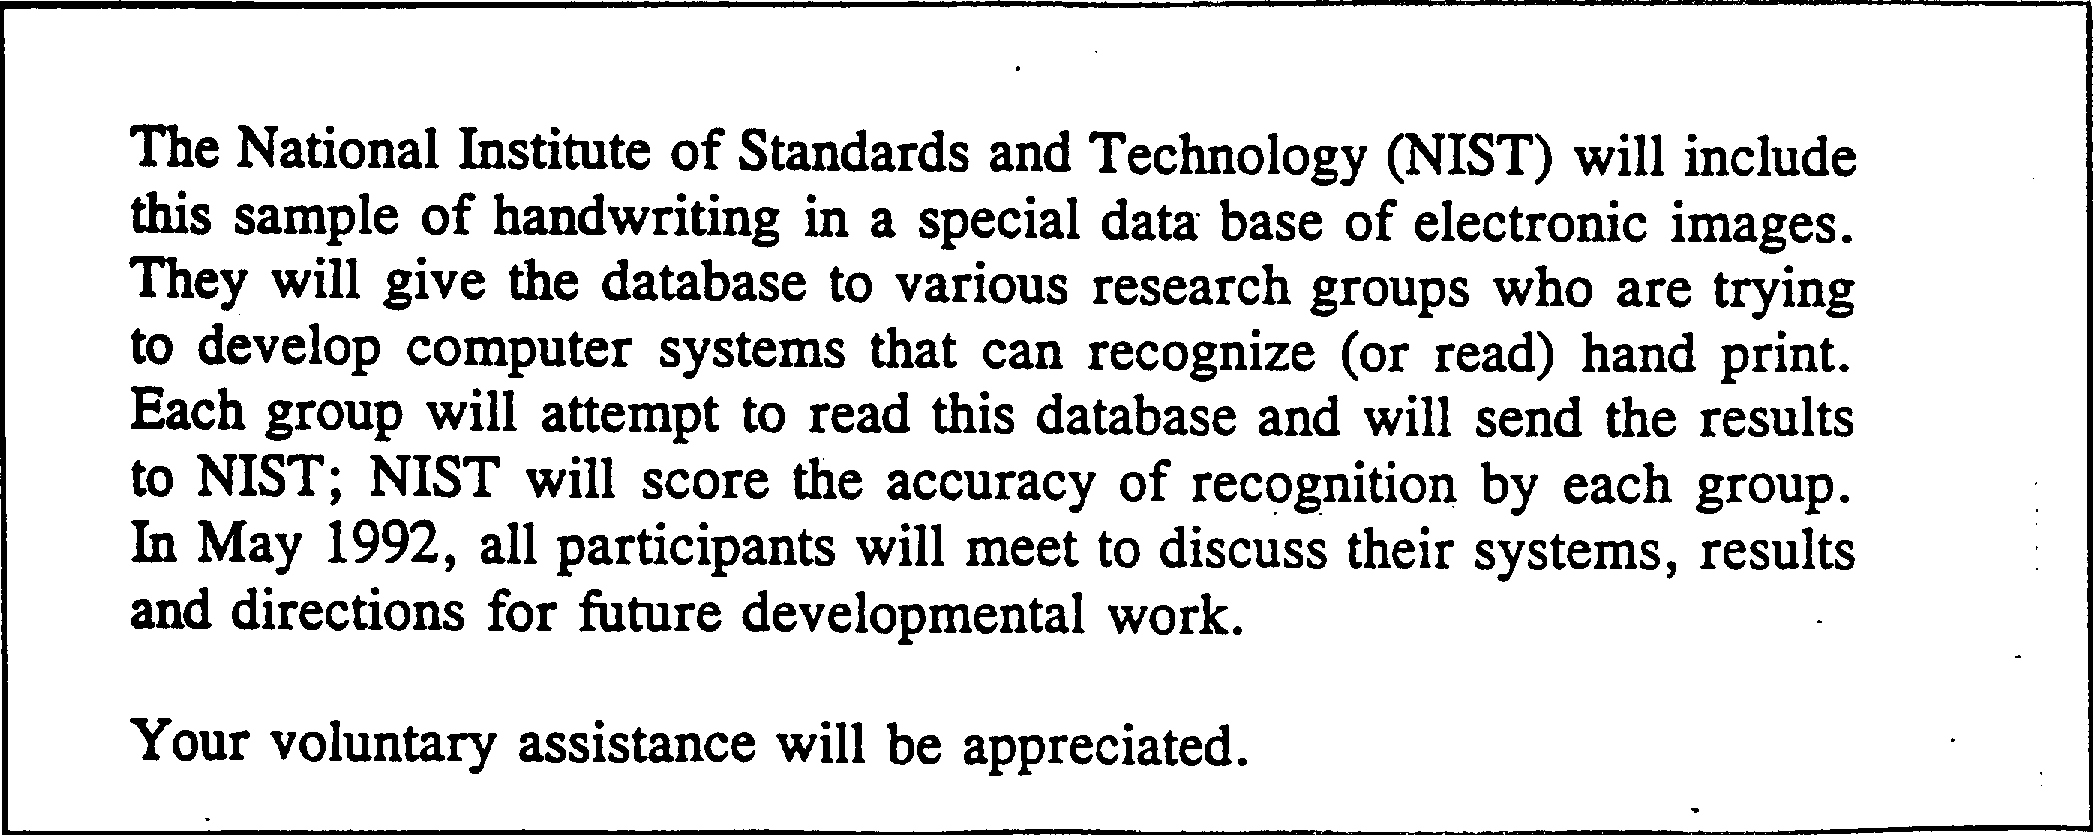 The National Institute of Standards and Technology (NIST) will include
this sample of handwriting in a special data base of electronic images.
They will give the database to various research groups who are trying
to develop computer systems that can recognize (or read) hand print.
Each group will attempt to read this database and will send the results
to NIST; NIST will score the accuracy of recognition by each group.
In May 1992, all participants will meet to discuss their systems, results
and directions for future developmental work.
Your voluntary assistance will be appreciated.